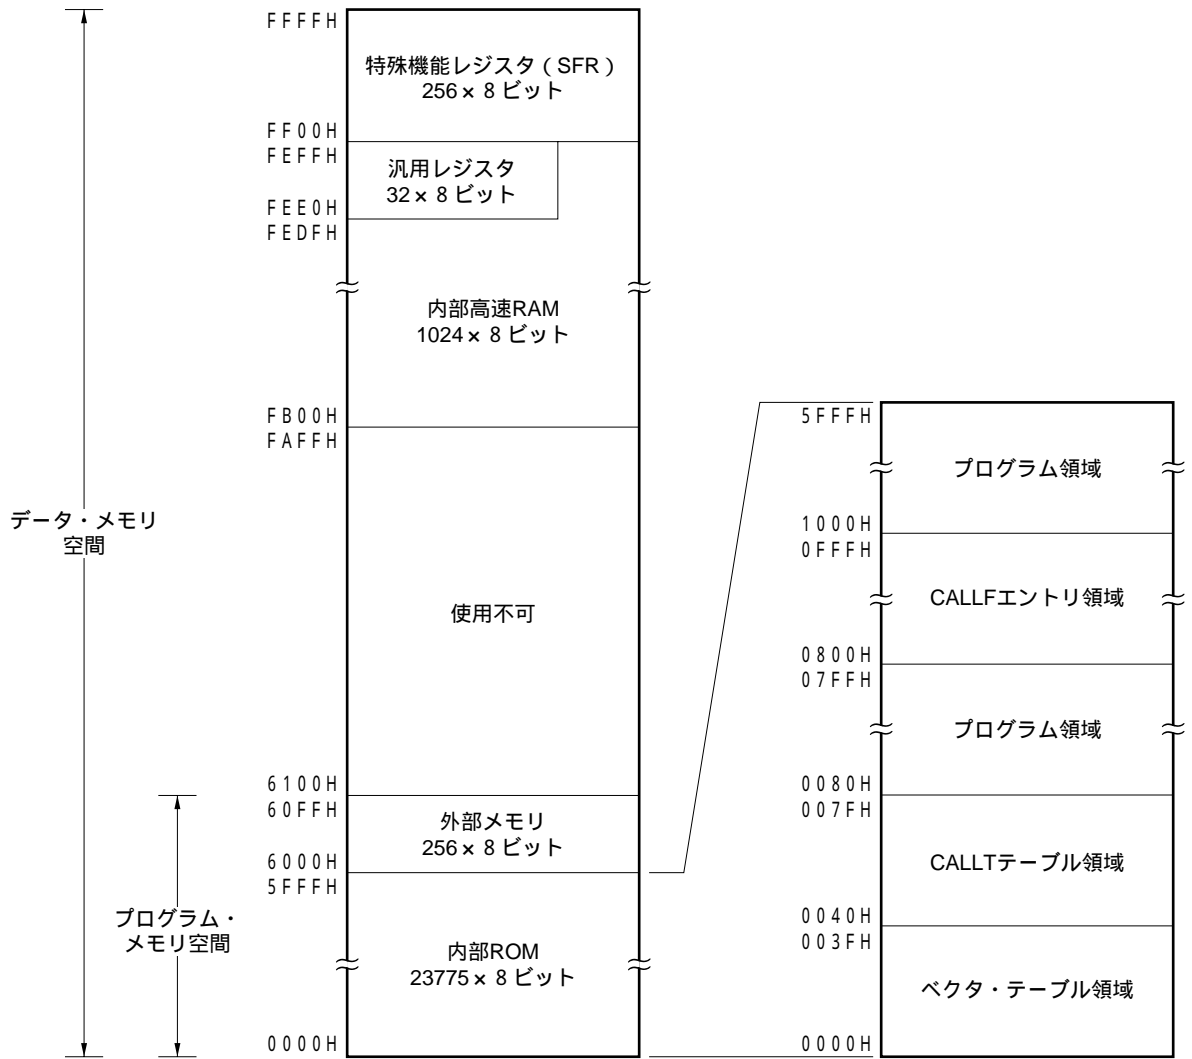 FFFFH
特殊機能レジスタ（SFR）
256×8ビット
FF00H
FEFFH
汎用レジスタ
32×8ビット
FEE0H
FEDFH
内部高速RAM
1024×8ビット
FB00H
FAFFH
データ・メモリ
空間
使用不可
6100H
60FFH
外部メモリ
256×8ビット
6000H
5FFFH
プログラム・
メモリ空間
内部ROM
23775×8ビット
0000H
5FFFH
プログラム領域
1000H
0FFFH
CALLFエントリ領域
0800H
07FFH
プログラム領域
0080H
007FH
CALLTテーブル領域
0040H
003FH
ベクタ・テーブル領域
0000H